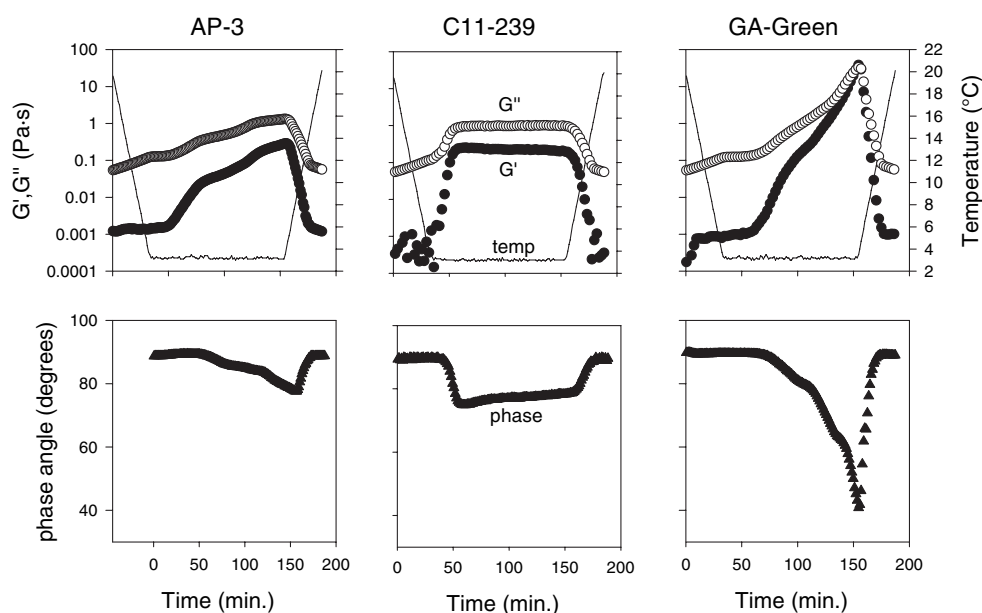 AP-3
C11-239
GA-Green
100
10
1
0.1
0.01
0.001
0.0001
G',G" (Pa·s)
G"
G'
temp
22
20
18
16
14
12
10
8
6
4
2
Temperature (°C)
100
80
60
40
phase angle (degrees)
phase
0 50 100 150 200
0 50 100 150 200
0 50 100 150 200
Time (min.)
Time (min.)
Time (min.)